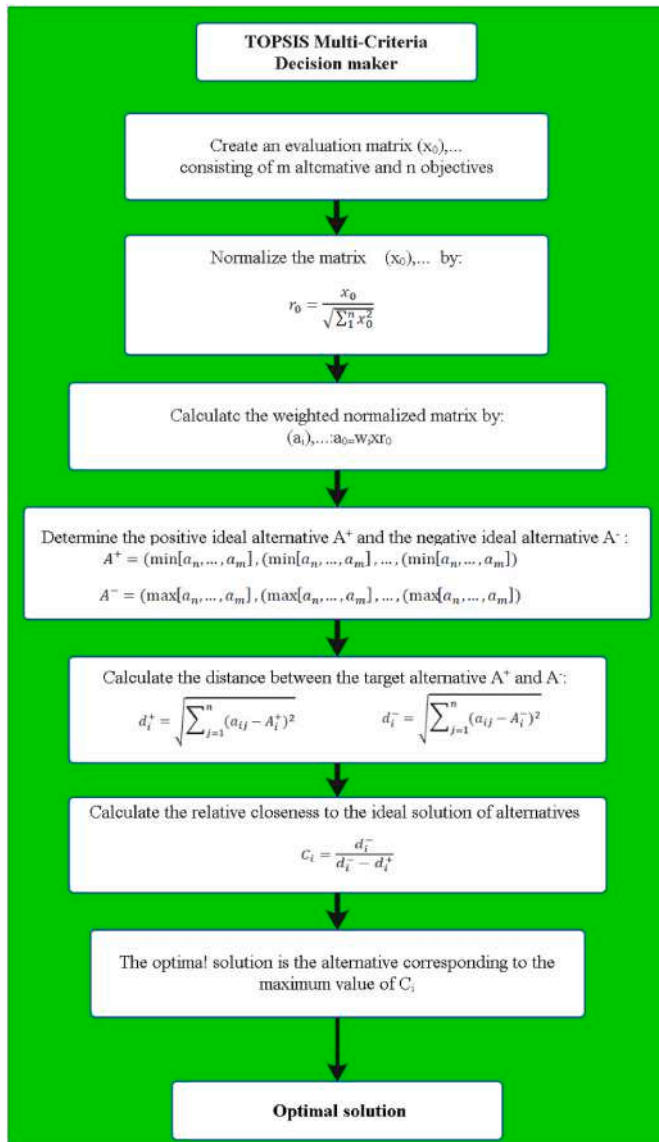 TOPSIS Multi-Criteria
Decision maker
Create an evaluation matrix (x₀),...
consisting of m altcmative and n objectives
Normalize the matrix (x₀),... by:
r₀ = x₀ / √(∑₁ⁿ x₀²)
Calculatc the weighted normalized matrix by:
(aᵢ),...:a₀₌wᵢxr₀
Determine the positive ideal alternative A⁺ and the negative ideal alternative A⁻ :
A⁺ = (min[aₙ, ..., aₘ], (min[aₙ, ..., aₘ], ..., (min[aₙ, ..., aₘ])
A⁻ = (max[aₙ, ..., aₘ], (max[aₙ, ..., aₘ], ..., (max[aₙ, ..., aₘ])
Calculate the distance between the target alternative A⁺ and A⁻:
dᵢ⁺ = √(∑ⱼ₌₁ⁿ (aᵢⱼ − Aᵢ⁺)²) dᵢ⁻ = √(∑ⱼ₌₁ⁿ (aᵢⱼ − Aᵢ⁻)²)
Calculate the relative closeness to the ideal solution of alternatives
Cᵢ = dᵢ⁻ / (dᵢ⁻ − dᵢ⁺)
The optima! solution is the alternative corresponding to the
maximum value of Cᵢ
Optimal solution